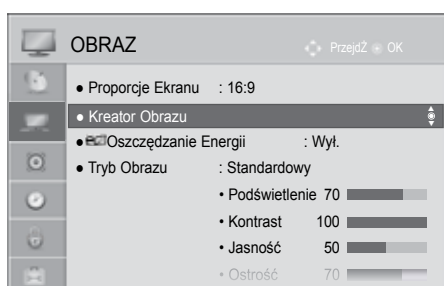 OBRAZ
PrzejdŹ OK
• Proporcje Ekranu : 16:9
• Kreator Obrazu
• Oszczędzanie Energii : Wył.
• Tryb Obrazu : Standardowy
• Podświetlenie 70
• Kontrast 100
• Jasność 50
• Ostrość 70